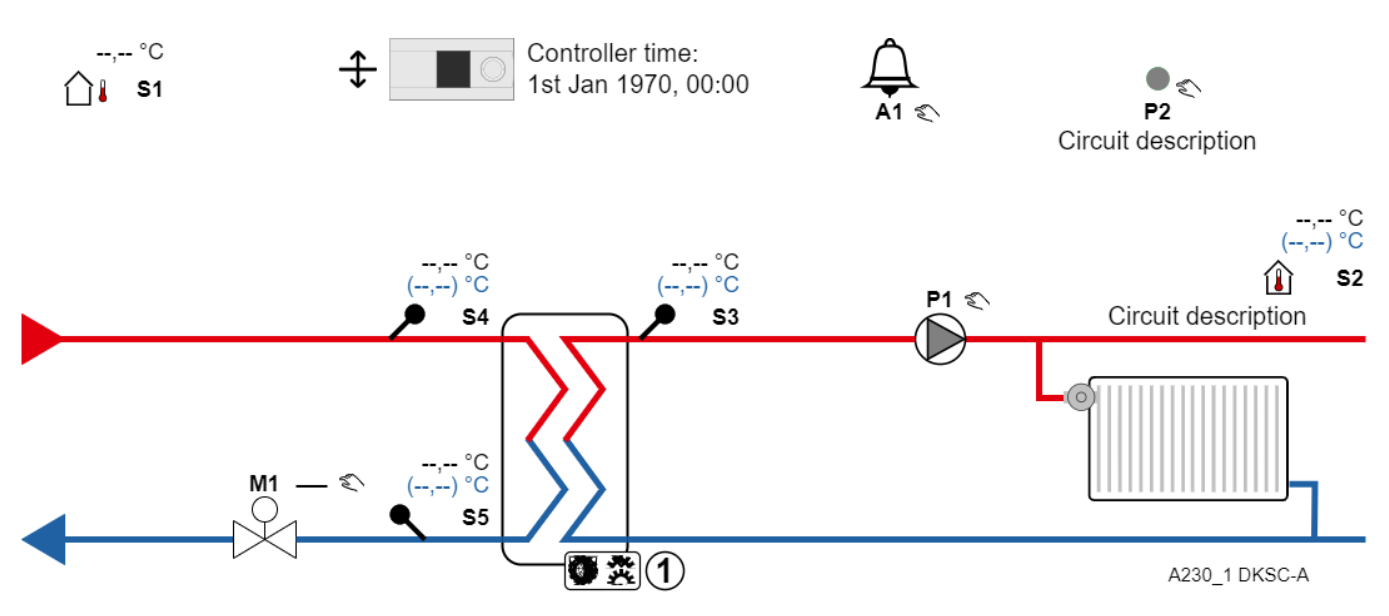 --,-- °C
S1
Controller time:
1st Jan 1970, 00:00
A1
P2
Circuit description
--,-- °C
(--,--) °C
S2
Circuit description
--,-- °C
(--,--) °C
S4
--,-- °C
(--,--) °C
S3
P1
M1
--,-- °C
(--,--) °C
S5
1
A230_1 DKSC-A